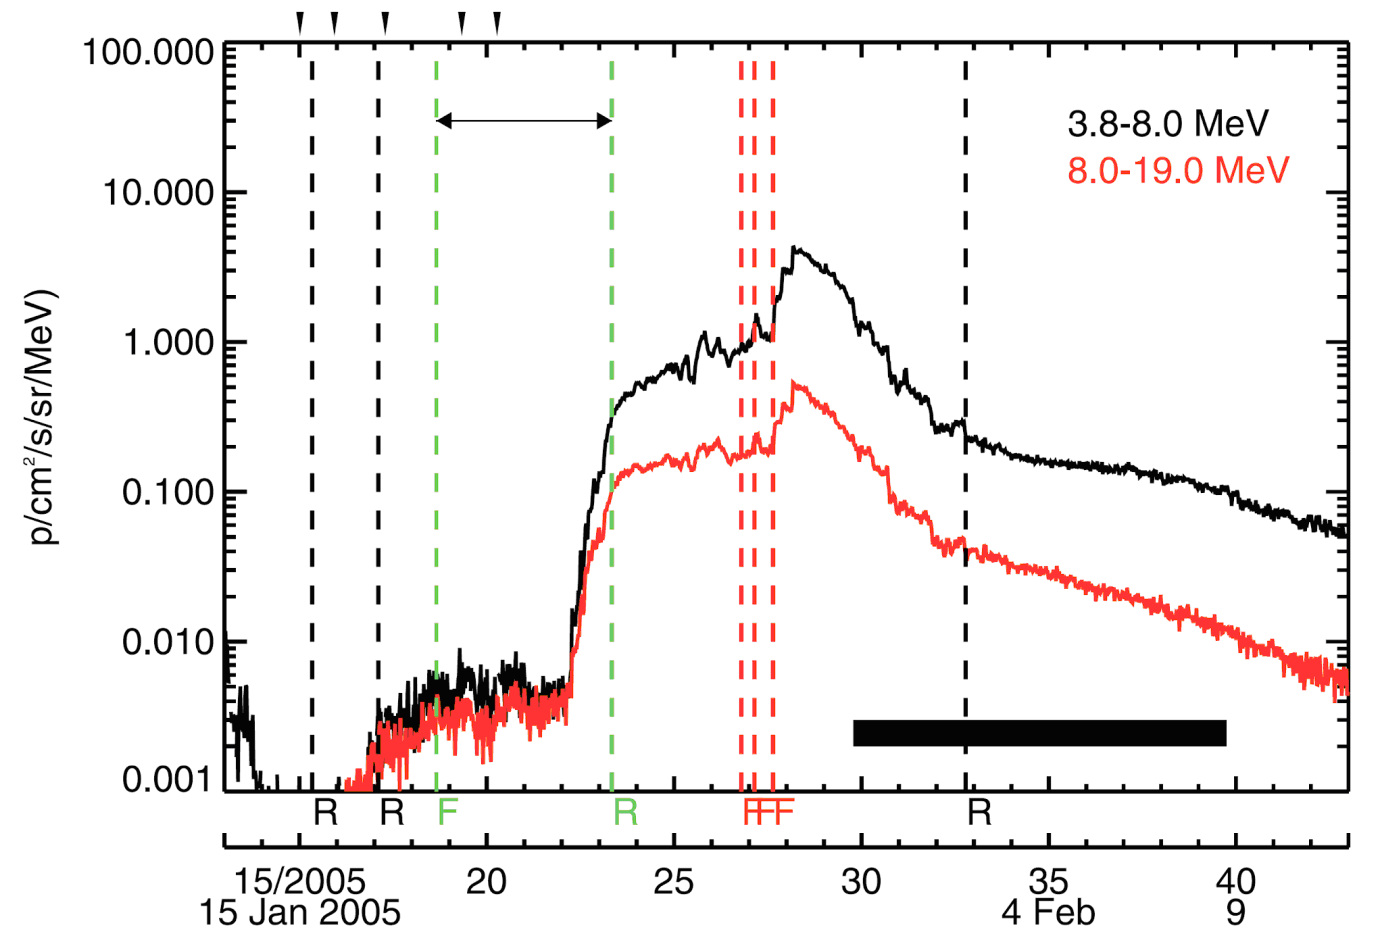 100.000
10.000
1.000
0.100
0.010
0.001
p/cm²/s/sr/MeV)
3.8-8.0 MeV
8.0-19.0 MeV
R R F R F F F R
15/2005 20 25 30 35 40
15 Jan 2005 4 Feb 9